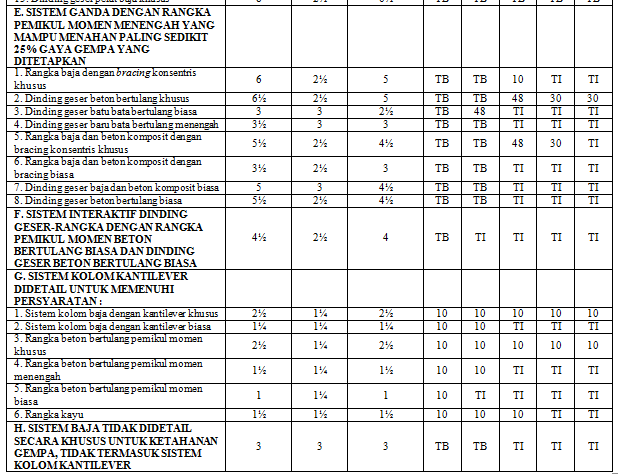 E. SISTEM GANDA DENGAN RANGKA
PEMIKUL MOMEN MENENGAH YANG
MAMPU MENAHAN PALING SEDIKIT
25% GAYA GEMPA YANG
DITETAPKAN
1. Rangka baja dengan bracing konsentris
khusus 6 2½ 5 TB TB 10 TI TI
2. Dinding geser beton bertulang khusus 6½ 2½ 5 TB TB 48 30 30
3. Dinding geser batu bata bertulang biasa 3 3 2½ TB 48 TI TI TI
4. Dinding geser baru bata bertulang menengah 3½ 3 3 TB TB TI TI TI
5. Rangka baja dan beton komposit dengan
bracing konsentris khusus 5½ 2½ 4½ TB TB 48 30 TI
6. Rangka baja dan beton komposit dengan
bracing biasa 3½ 2½ 3 TB TB TI TI TI
7. Dinding geser baja dan beton komposit biasa 5 3 4½ TB TB TI TI TI
8. Dinding geser beton bertulang biasa 5½ 2½ 4½ TB TB TI TI TI
F. SISTEM INTERAKTIF DINDING
GESER-RANGKA DENGAN RANGKA
PEMIKUL MOMEN BETON
BERTULANG BIASA DAN DINDING
GESER BETON BERTULANG BIASA 4½ 2½ 4 TB TI TI TI TI
G. SISTEM KOLOM KANTILEVER
DIDETAIL UNTUK MEMENUHI
PERSYARATAN :
1. Sistem kolom baja dengan kantilever khusus 2½ 1¼ 2½ 10 10 10 10 10
2. Sistem kolom baja dengan kantilever biasa 1¼ 1¼ 1¼ 10 10 TI TI TI
3. Rangka beton bertulang pemikul momen
khusus 2½ 1¼ 2½ 10 10 10 10 10
4. Rangka beton bertulang pemikul momen
menengah 1½ 1¼ 1½ 10 10 TI TI TI
5. Rangka beton bertulang pemikul momen
biasa 1 1¼ 1 10 TI TI TI TI
6. Rangka kayu 1½ 1½ 1½ 10 10 10 TI TI
H. SISTEM BAJA TIDAK DIDETAIL
SECARA KHUSUS UNTUK KETAHANAN
GEMPA, TIDAK TERMASUK SISTEM
KOLOM KANTILEVER 3 3 3 TB TB TI TI TI